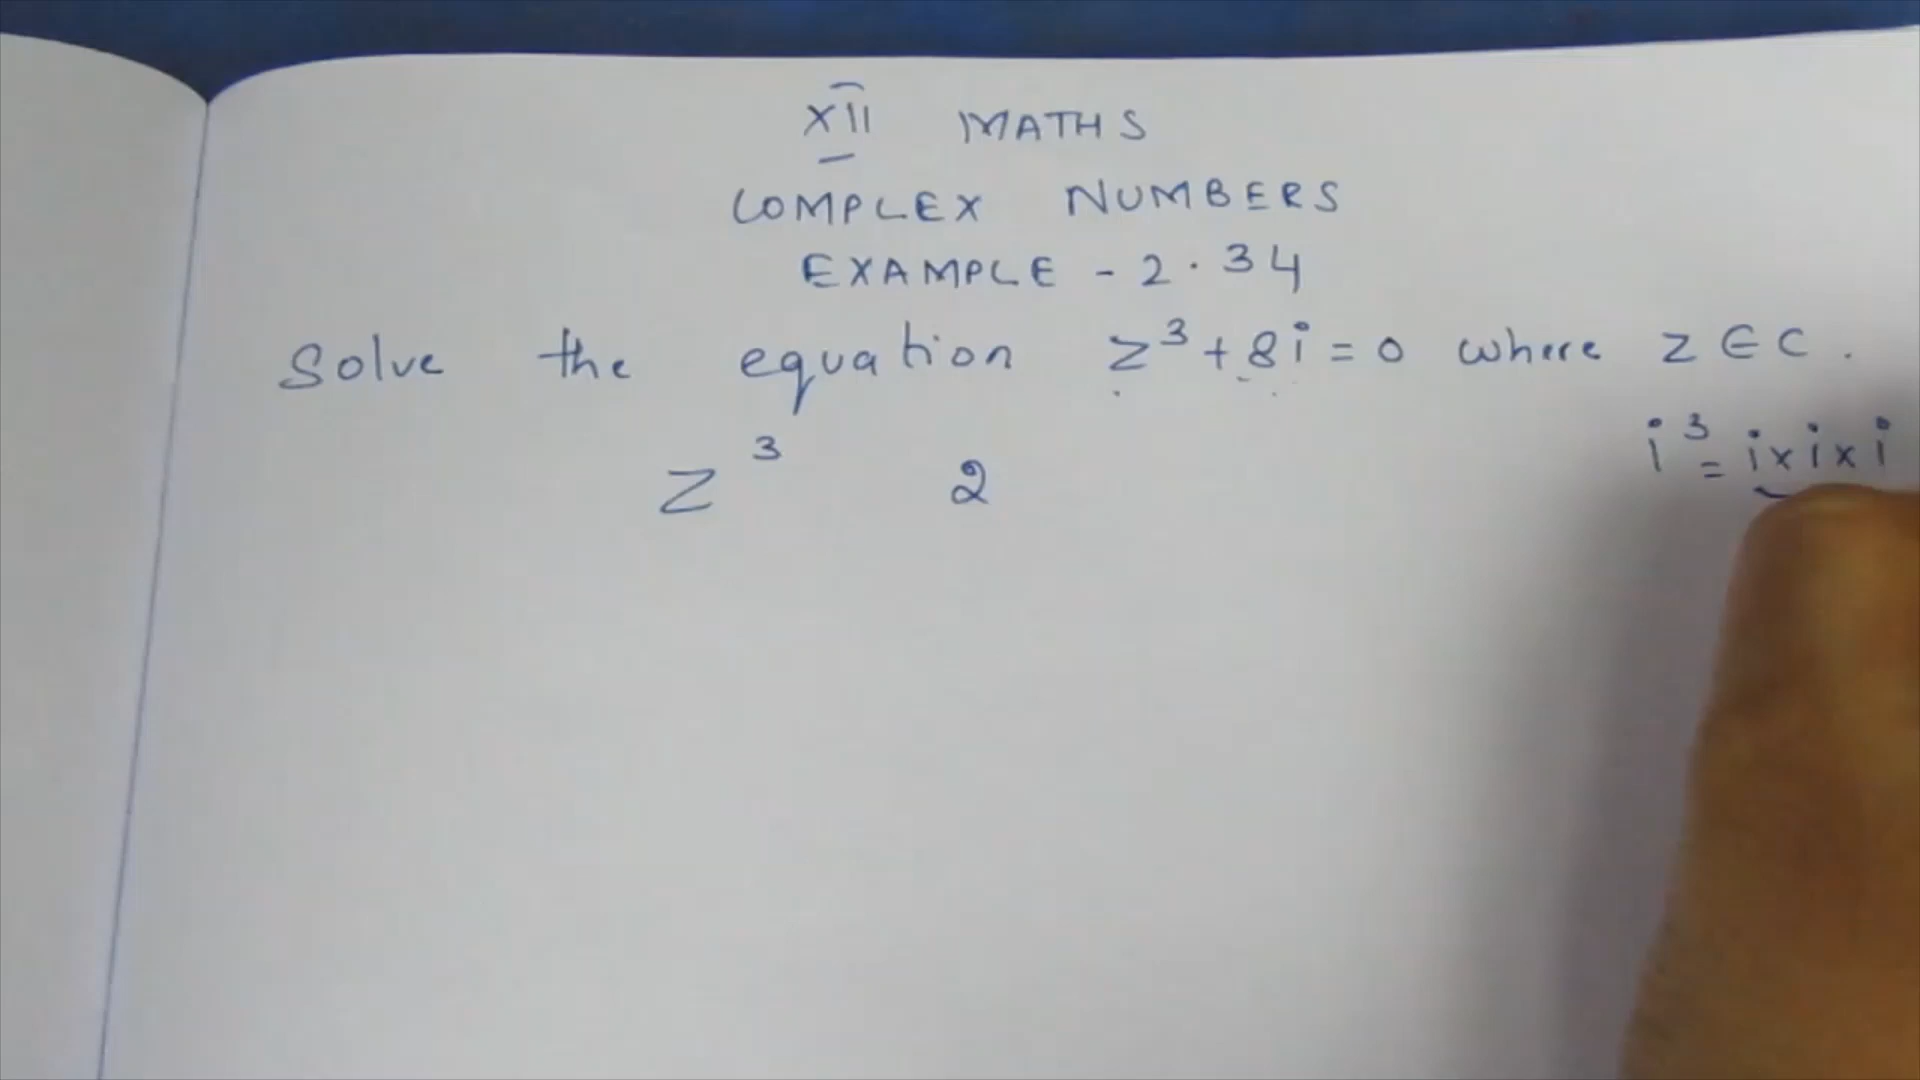 XII MATHS
COMPLEX NUMBERS
EXAMPLE - 2.34
Solve the equation z³ + 8i = 0 where z ∈ C.
i³ = i×i×i
z³ 2